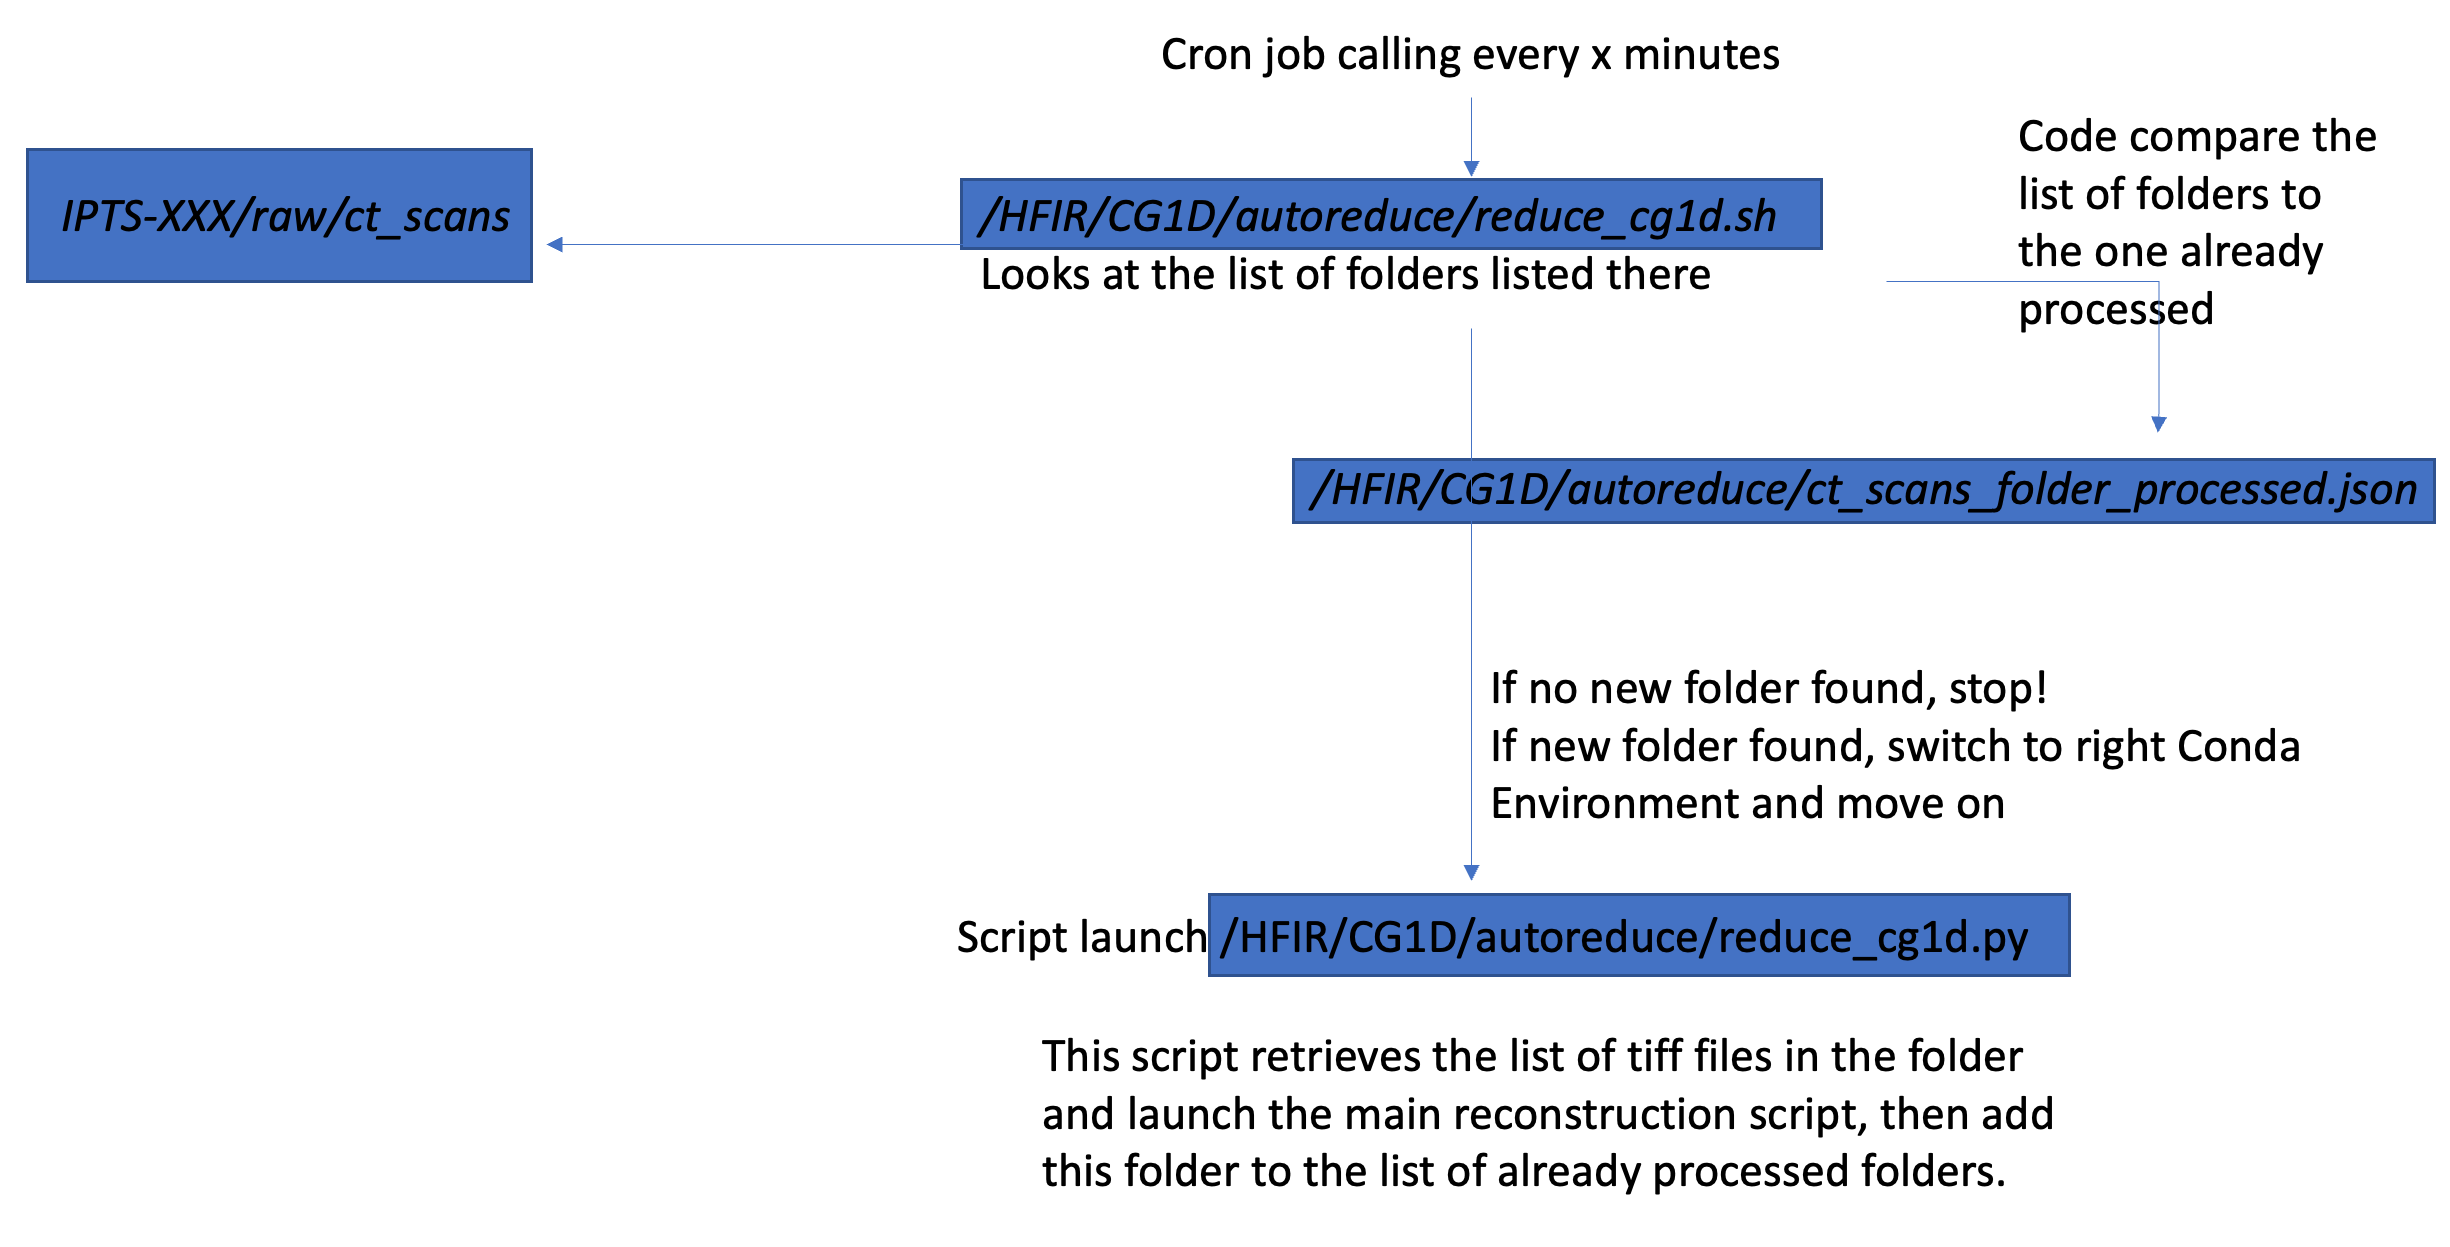 Cron job calling every x minutes
Code compare the
list of folders to
the one already
processed
IPTS-XXX/raw/ct_scans
/HFIR/CG1D/autoreduce/reduce_cg1d.sh
Looks at the list of folders listed there
/HFIR/CG1D/autoreduce/ct_scans_folder_processed.json
If no new folder found, stop!
If new folder found, switch to right Conda
Environment and move on
Script launch /HFIR/CG1D/autoreduce/reduce_cg1d.py
This script retrieves the list of tiff files in the folder
and launch the main reconstruction script, then add
this folder to the list of already processed folders.